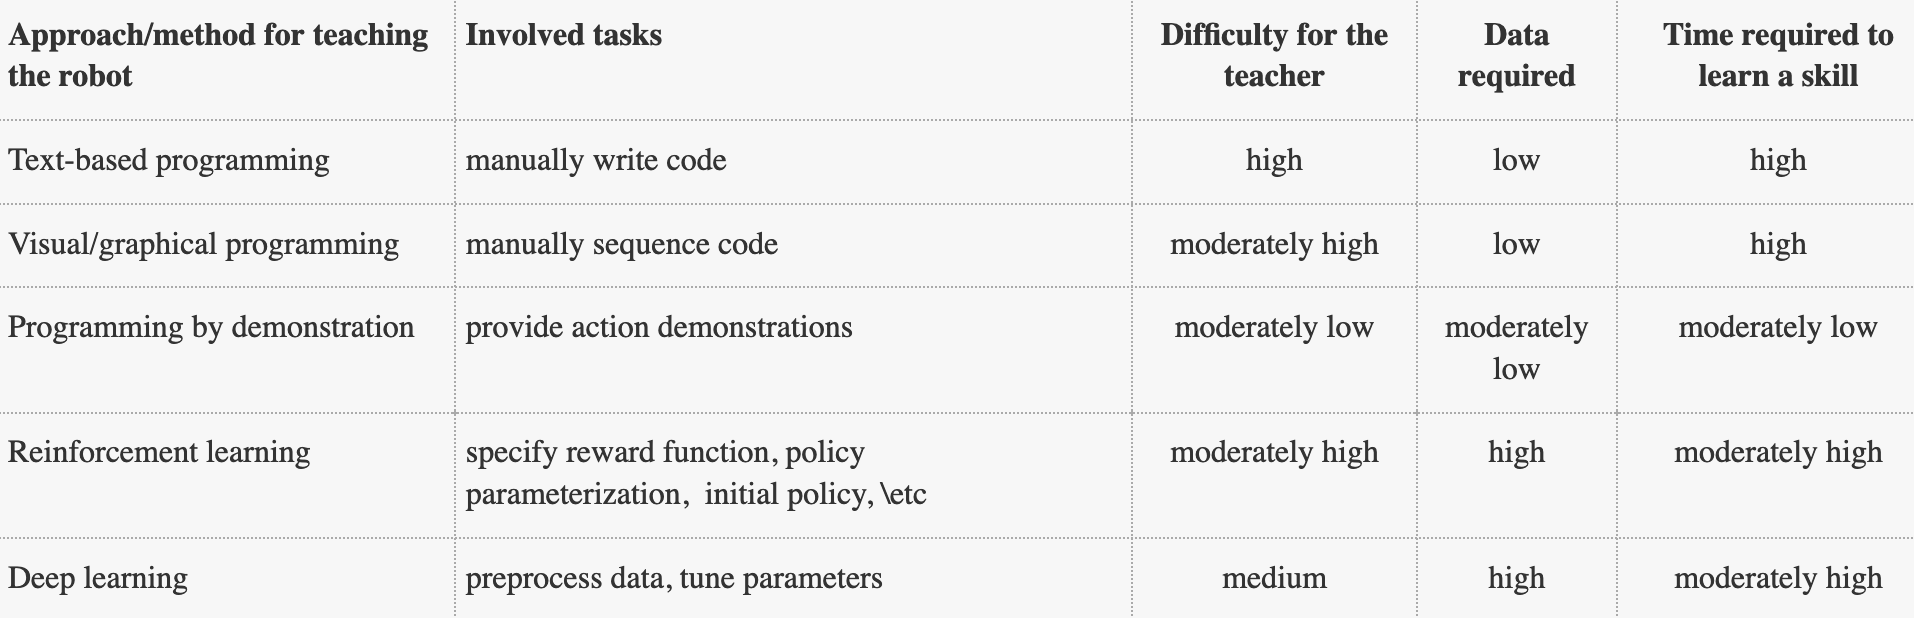 Approach/method for teaching
the robot
Involved tasks
Difficulty for the
teacher
Data
required
Time required to
learn a skill
Text-based programming
manually write code
high
low
high
Visual/graphical programming
manually sequence code
moderately high
low
high
Programming by demonstration
provide action demonstrations
moderately low
moderately
low
moderately low
Reinforcement learning
specify reward function, policy
parameterization,  initial policy, \etc
moderately high
high
moderately high
Deep learning
preprocess data, tune parameters
medium
high
moderately high